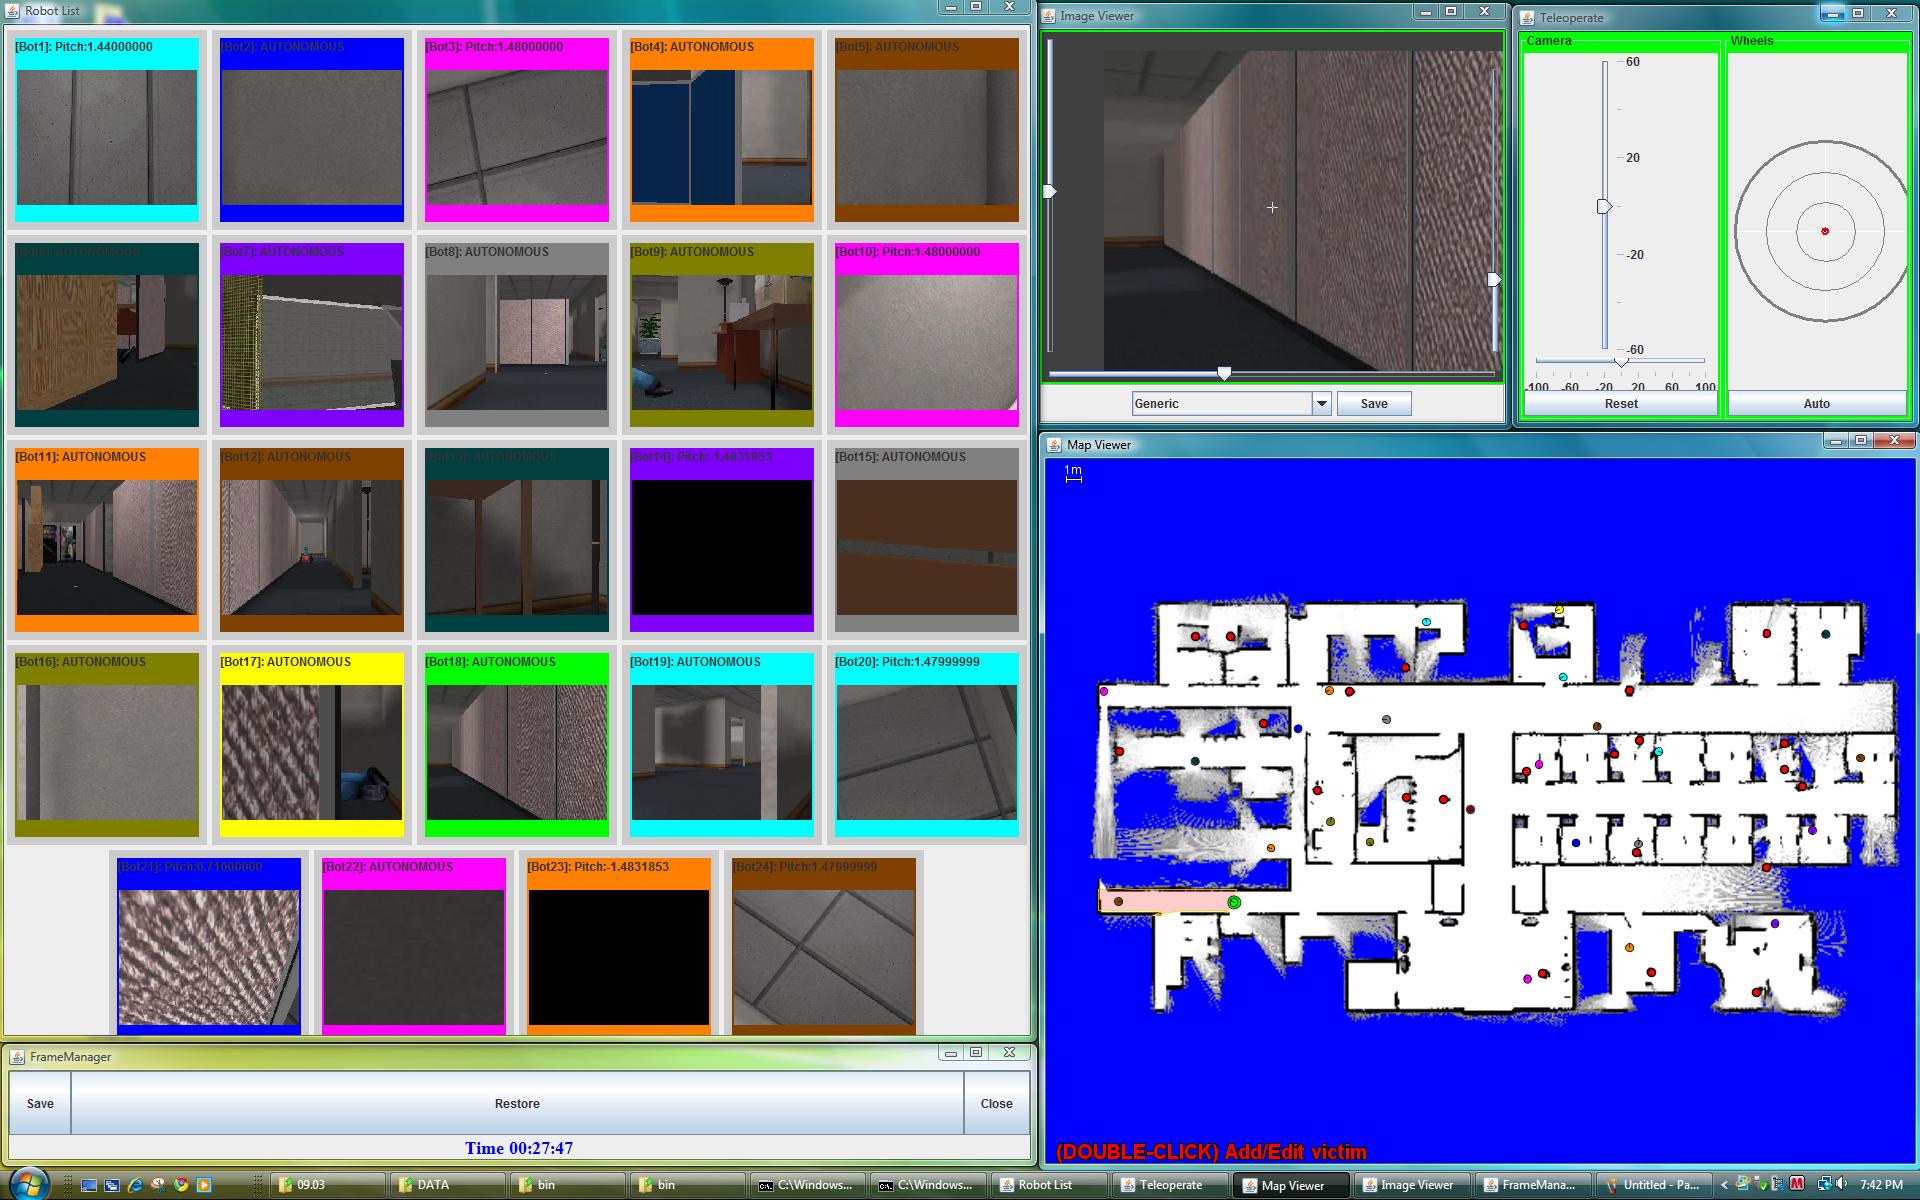 Robot List
[Bot1]: Pitch:1.44000000
[Bot2]: AUTONOMOUS
[Bot3]: Pitch:1.48000000
[Bot4]: AUTONOMOUS
[Bot5]: AUTONOMOUS
[Bot6]: AUTONOMOUS
[Bot7]: AUTONOMOUS
[Bot8]: AUTONOMOUS
[Bot9]: AUTONOMOUS
[Bot10]: Pitch:1.48000000
[Bot11]: AUTONOMOUS
[Bot12]: AUTONOMOUS
[Bot13]: AUTONOMOUS
[Bot14]: Pitch:-1.4831853
[Bot15]: AUTONOMOUS
[Bot16]: AUTONOMOUS
[Bot17]: AUTONOMOUS
[Bot18]: AUTONOMOUS
[Bot19]: AUTONOMOUS
[Bot20]: Pitch:1.47999999
[Bot21]: Pitch:0.71000000
[Bot22]: AUTONOMOUS
[Bot23]: Pitch:-1.4831853
[Bot24]: Pitch:1.47999999
FrameManager
Save
Restore
Close
Time 00:27:47
Image Viewer
Generic
Save
Teleoperate
Camera
Wheels
60
20
-20
-60
-100 -60 -20 20 60 100
Reset
Auto
Map Viewer
1m
(DOUBLE-CLICK) Add/Edit victim
09.03
DATA
bin
bin
C:\Windows...
C:\Windows...
Robot List
Teleoperate
Map Viewer
Image Viewer
FrameMana...
Untitled - Pa...
7:42 PM